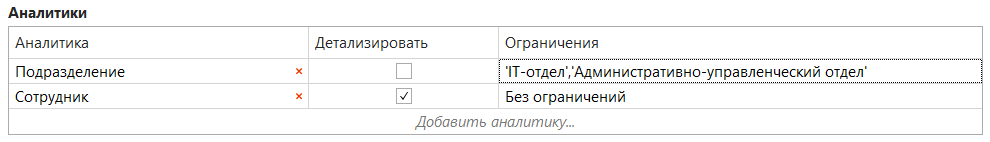 Аналитики
Аналитика Детализировать Ограничения
Подразделение × 'IT-отдел','Административно-управленческий отдел'
Сотрудник × ✓ Без ограничений
Добавить аналитику...